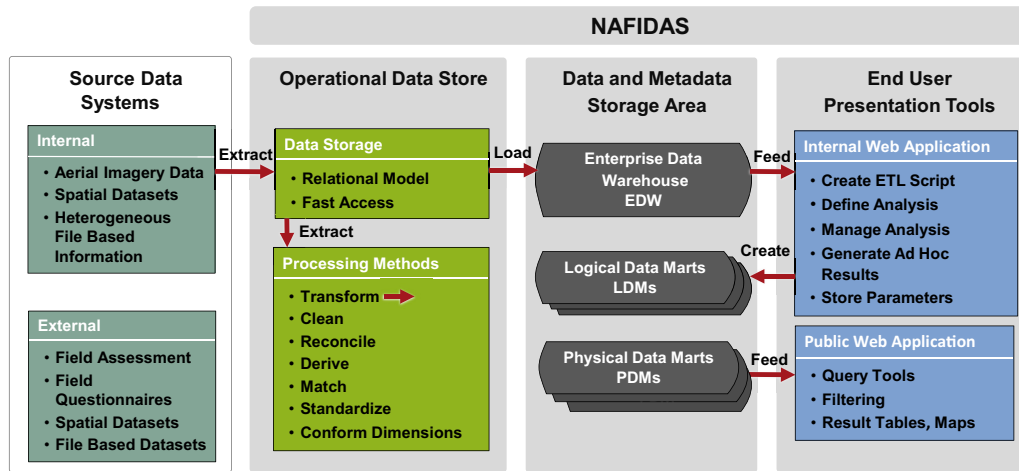 NAFIDAS
Source Data
Systems
Internal
• Aerial Imagery Data
• Spatial Datasets
• Heterogeneous
File Based
Information
External
• Field Assessment
• Field
Questionnaires
• Spatial Datasets
• File Based Datasets
Extract
Operational Data Store
Data Storage
• Relational Model
• Fast Access
Extract
Processing Methods
• Transform
• Clean
• Reconcile
• Derive
• Match
• Standardize
• Conform Dimensions
Load
Data and Metadata
Storage Area
Enterprise Data
Warehouse
EDW
Logical Data Marts
LDMs
Physical Data Marts
PDMs
Feed
Create
Feed
End User
Presentation Tools
Internal Web Application
• Create ETL Script
• Define Analysis
• Manage Analysis
• Generate Ad Hoc
Results
• Store Parameters
Public Web Application
• Query Tools
• Filtering
• Result Tables, Maps